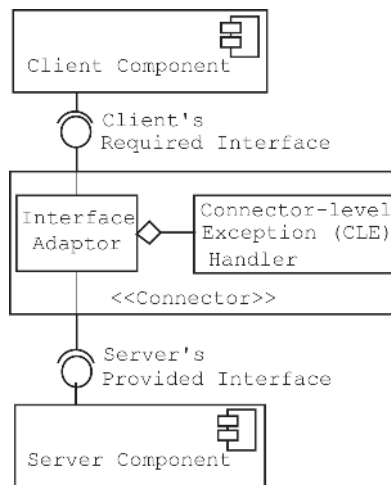 Client Component
Client's
Required Interface
Interface
Adaptor
Connector-level
Exception (CLE)
Handler
<<Connector>>
Server's
Provided Interface
Server Component